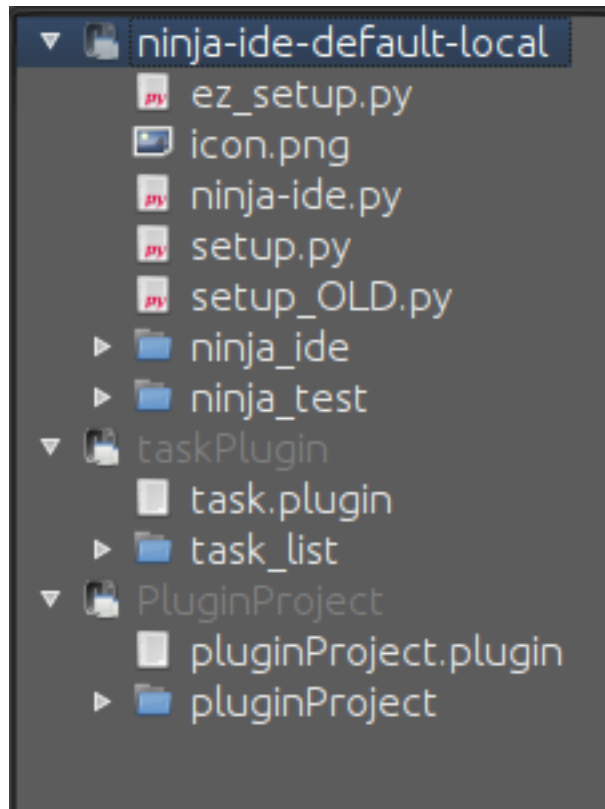 ninja-ide-default-local
ez_setup.py
icon.png
ninja-ide.py
setup.py
setup_OLD.py
ninja_ide
ninja_test
taskPlugin
task.plugin
task_list
PluginProject
pluginProject.plugin
pluginProject